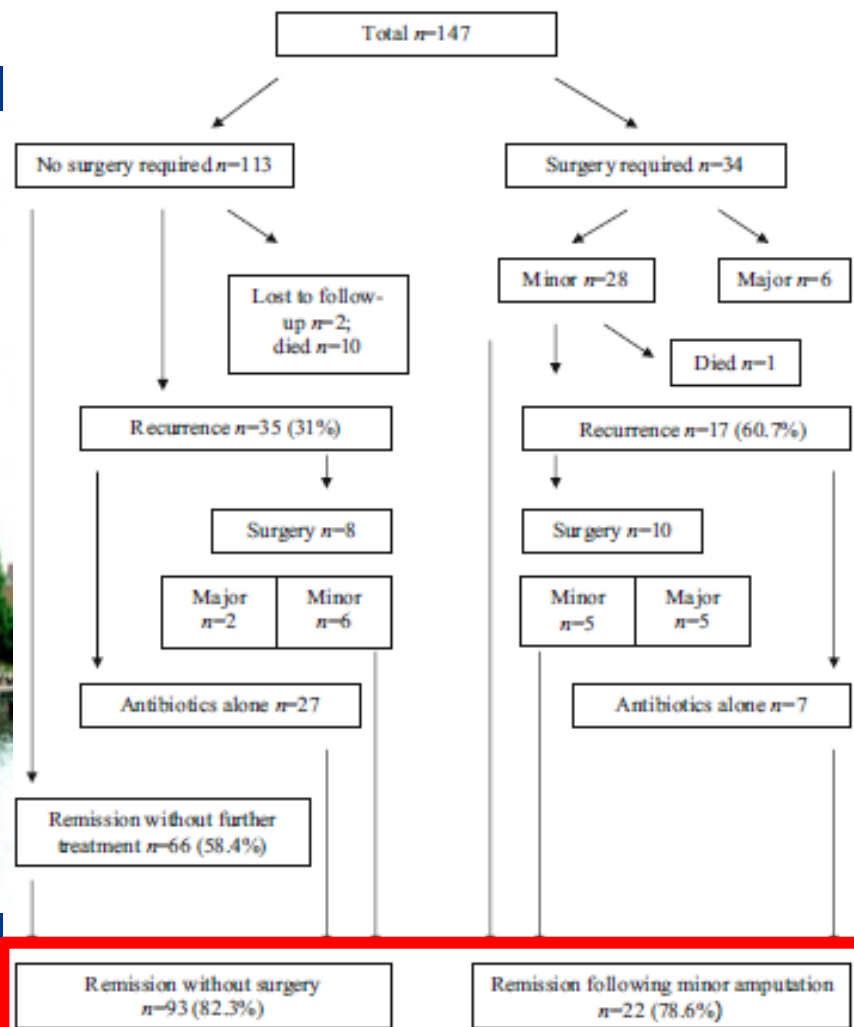 Total n=147
No surgery required n=113
Surgery required n=34
Minor n=28
Major n=6
Lost to follow-
up n=2;
died n=10
Died n=1
Recurrence n=35 (31%)
Recurrence n=17 (60.7%)
Surgery n=8
Surgery n=10
Major
n=2
Minor
n=6
Minor
n=5
Major
n=5
Antibiotics alone n=27
Antibiotics alone n=7
Remission without further
treatment n=66 (58.4%)
Remission without surgery
n=93 (82.3%)
Remission following minor amputation
n=22 (78.6%)